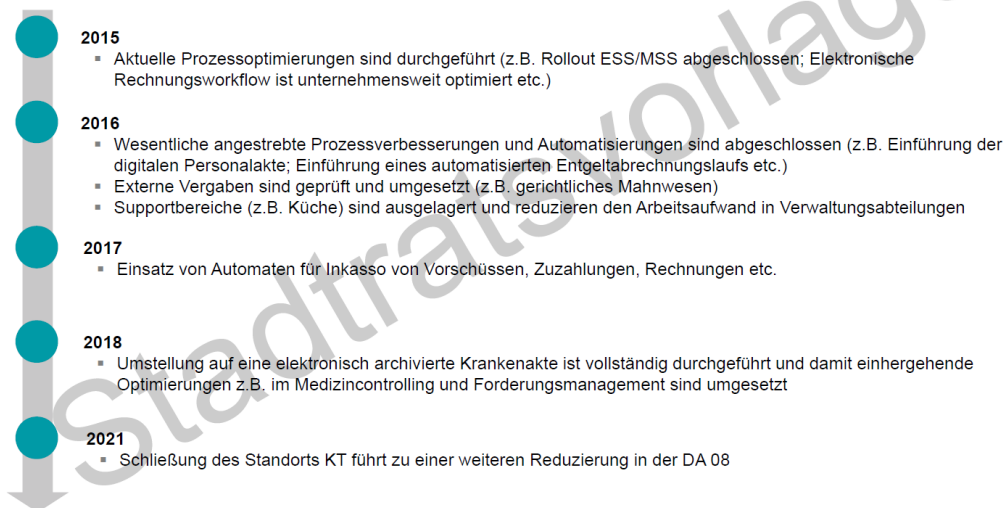 2015
▪ Aktuelle Prozessoptimierungen sind durchgeführt (z.B. Rollout ESS/MSS abgeschlossen; Elektronische
Rechnungsworkflow ist unternehmensweit optimiert etc.)
2016
▪ Wesentliche angestrebte Prozessverbesserungen und Automatisierungen sind abgeschlossen (z.B. Einführung der
digitalen Personalakte; Einführung eines automatisierten Entgeltabrechnungslaufs etc.)
▪ Externe Vergaben sind geprüft und umgesetzt (z.B. gerichtliches Mahnwesen)
▪ Supportbereiche (z.B. Küche) sind ausgelagert und reduzieren den Arbeitsaufwand in Verwaltungsabteilungen
2017
▪ Einsatz von Automaten für Inkasso von Vorschüssen, Zuzahlungen, Rechnungen etc.
2018
▪ Umstellung auf eine elektronisch archivierte Krankenakte ist vollständig durchgeführt und damit einhergehende
Optimierungen z.B. im Medizincontrolling und Forderungsmanagement sind umgesetzt
2021
▪ Schließung des Standorts KT führt zu einer weiteren Reduzierung in der DA 08
Stadtratsvorlage